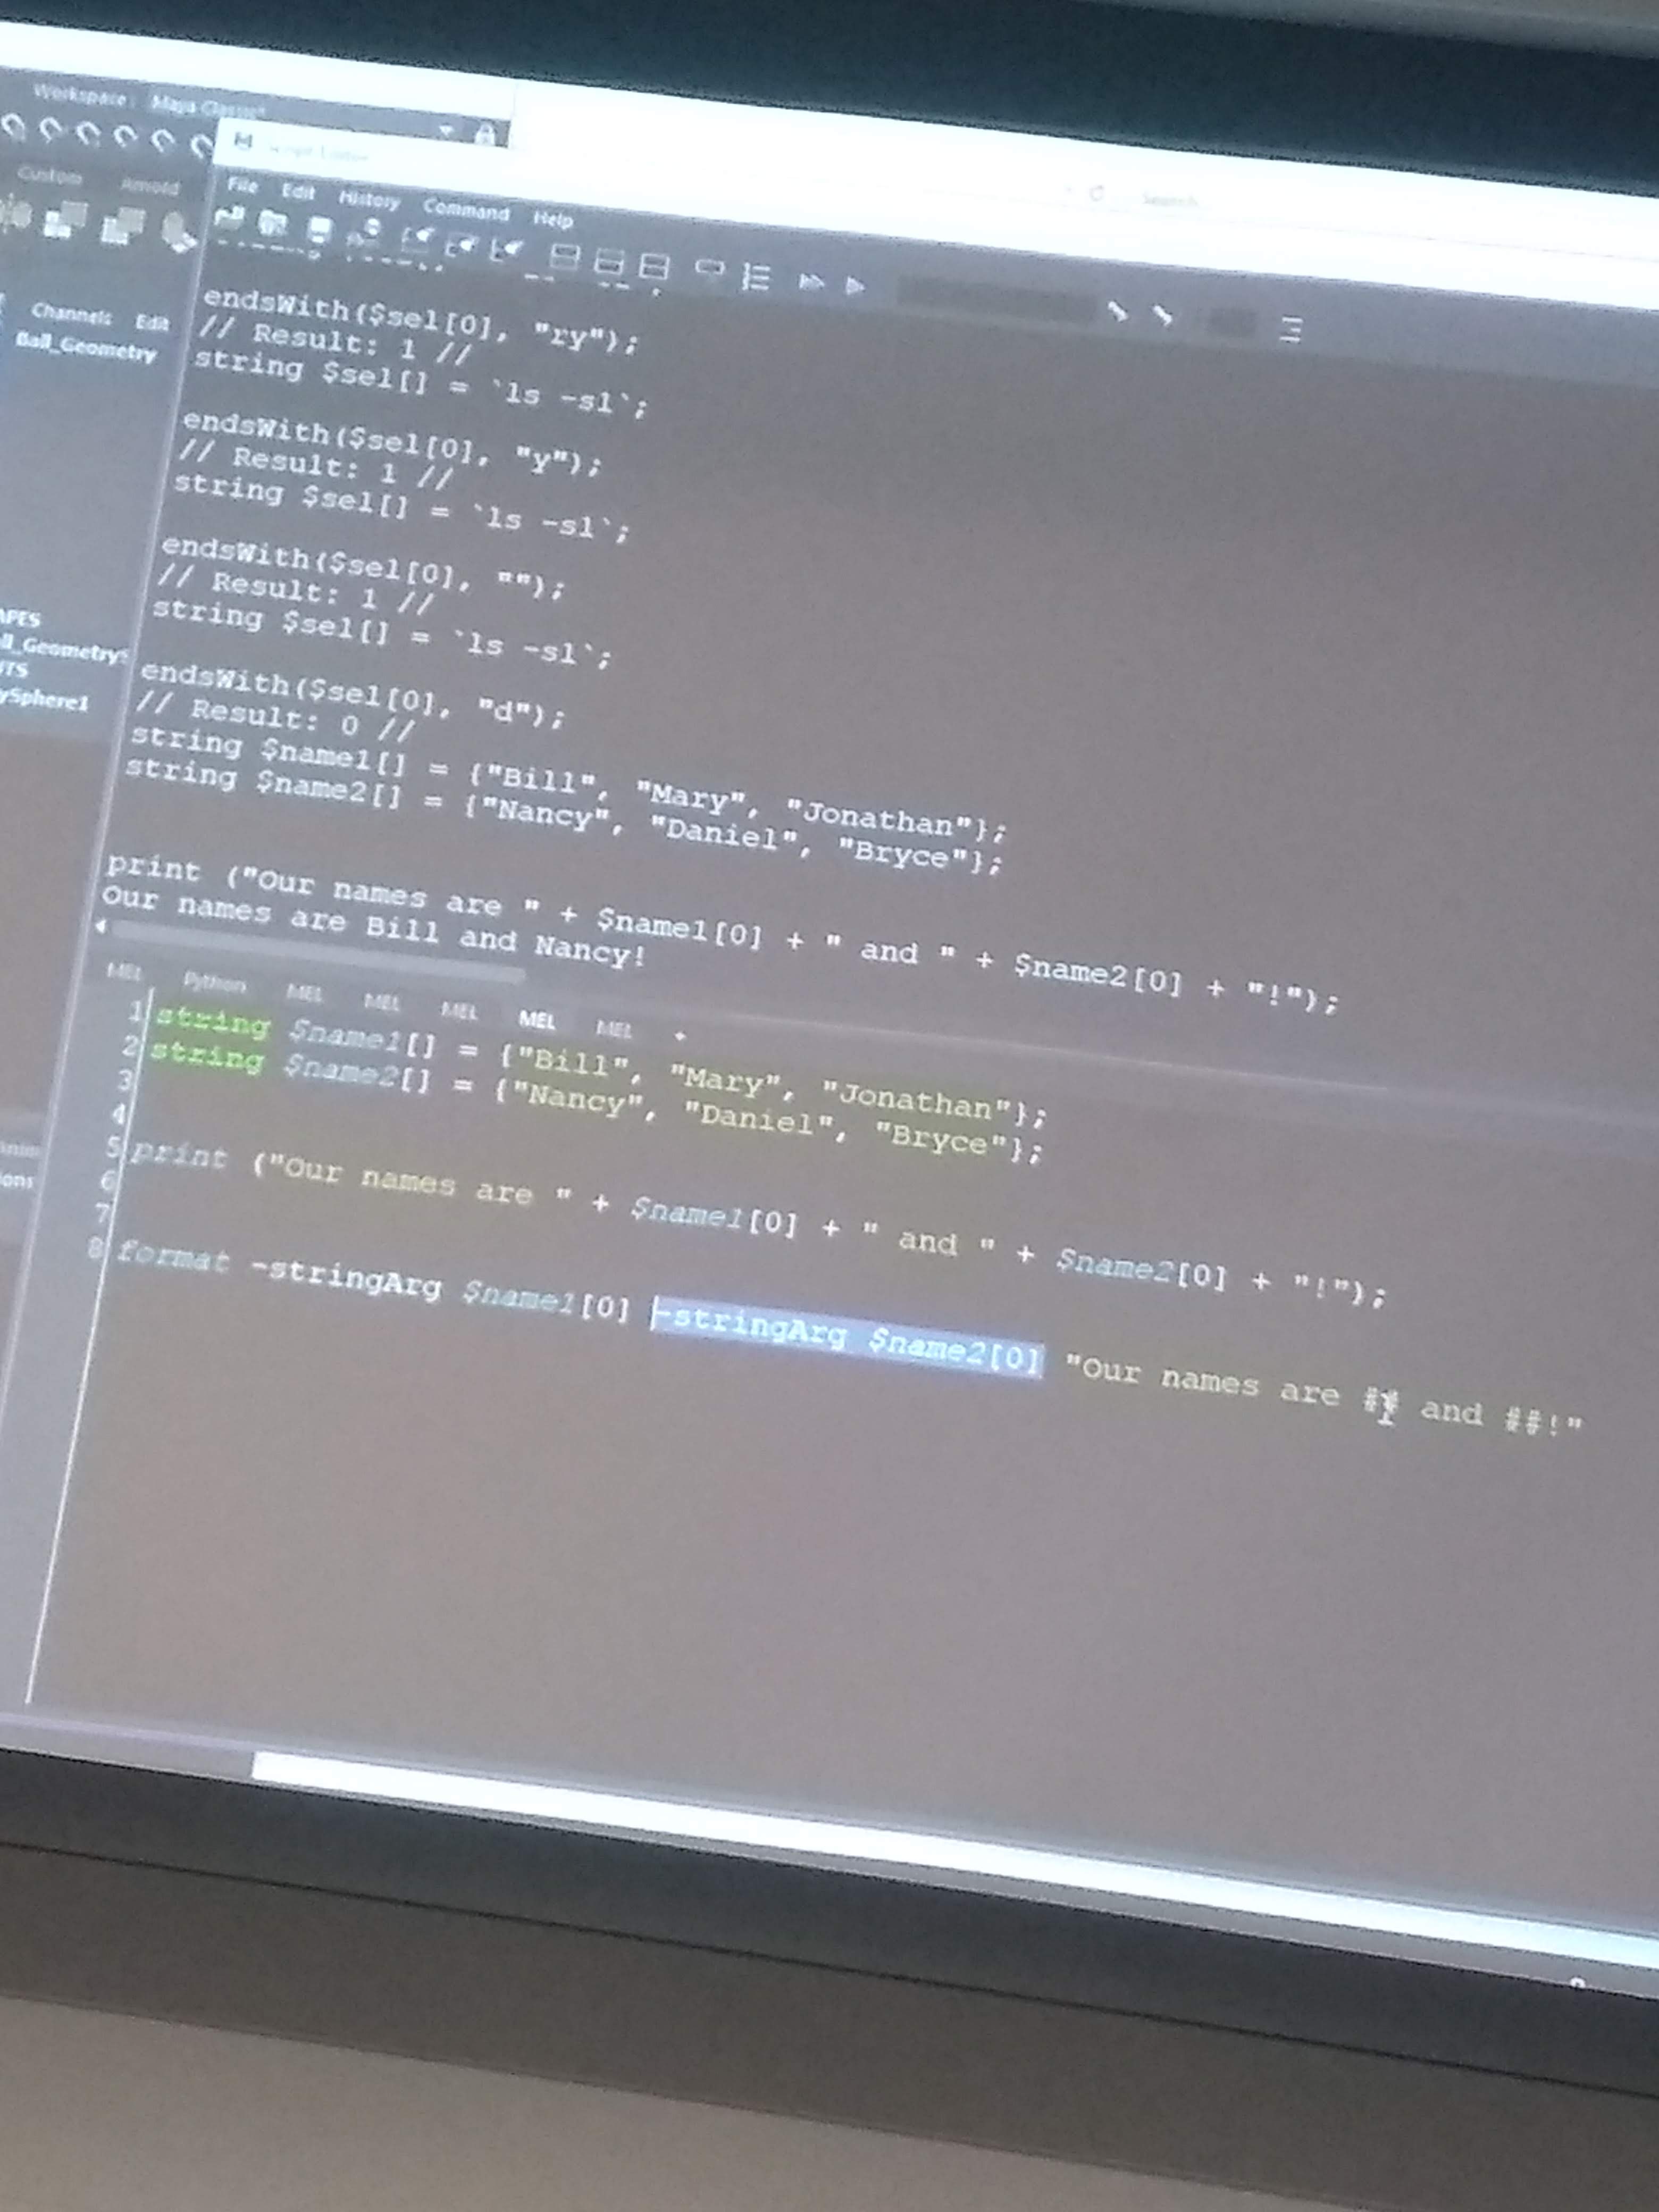 Workspace: Maya Classic
Custom Arnold
File Edit History Command Help
Search
Channels Edit
Ball_Geometry
endsWith($sel[0], "ry");
// Result: 1 //
string $sel[] = `ls -sl`;
endsWith($sel[0], "y");
// Result: 1 //
string $sel[] = `ls -sl`;
endsWith($sel[0], "");
// Result: 1 //
string $sel[] = `ls -sl`;
APES
ll_Geometry
TS
ySphere1
endsWith($sel[0], "d");
// Result: 0 //
string $name1[] = {"Bill", "Mary", "Jonathan"};
string $name2[] = {"Nancy", "Daniel", "Bryce"};
print ("Our names are " + $name1[0] + " and " + $name2[0] + "!");
Our names are Bill and Nancy!
MEL Python MEL MEL MEL MEL MEL +
1 string $name1[] = {"Bill", "Mary", "Jonathan"};
2 string $name2[] = {"Nancy", "Daniel", "Bryce"};
3
4
5 print ("Our names are " + $name1[0] + " and " + $name2[0] + "!");
6
7
8 format -stringArg $name1[0] -stringArg $name2[0] "Our names are ## and ##!"